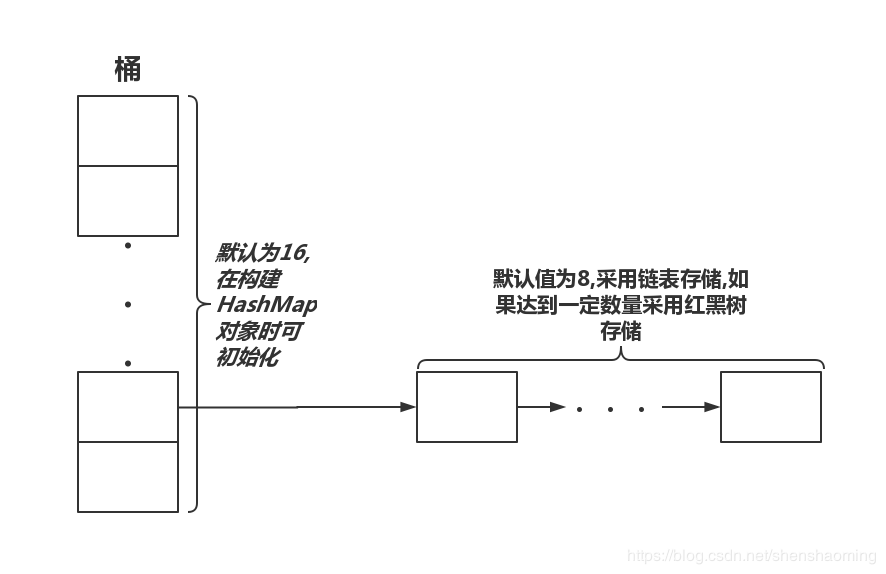 桶
默认为16,
在构建
HashMap
对象时可
初始化
默认值为8,采用链表存储,如
果达到一定数量采用红黑树
存储
https://blog.csdn.net/shenshaoming